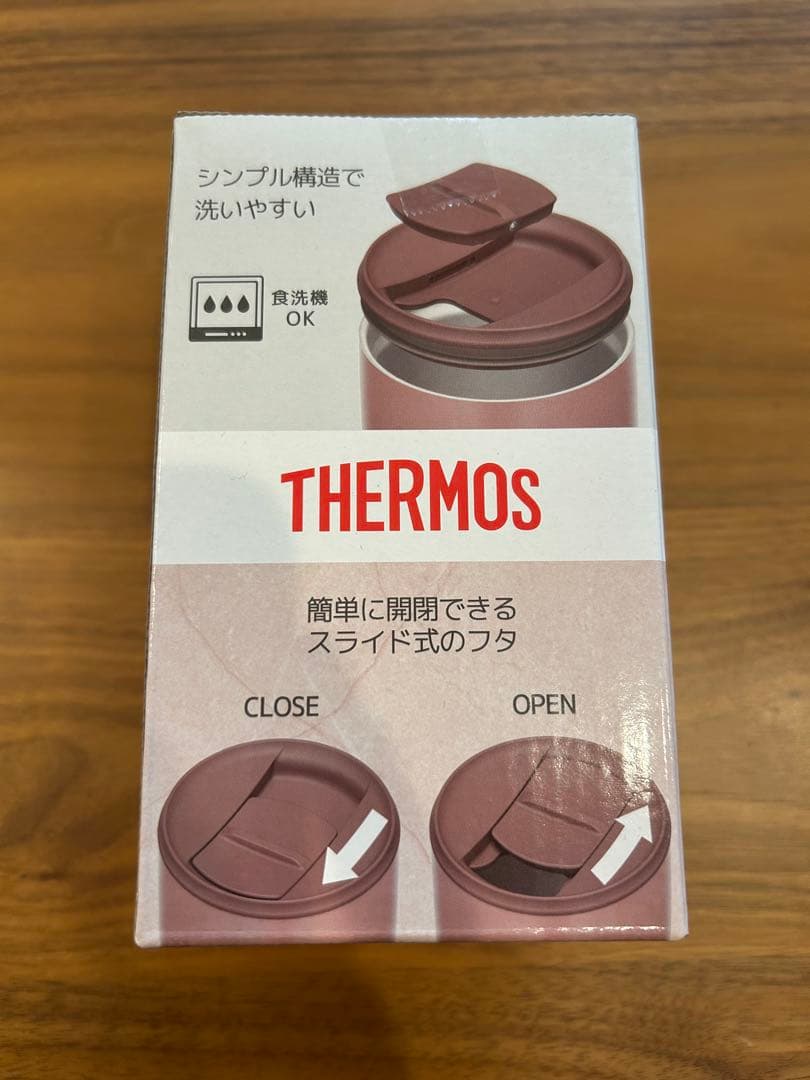 シンプル構造で
洗いやすい
食洗機
OK
THERMOS
簡単に開閉できる
スライド式のフタ
CLOSE
OPEN